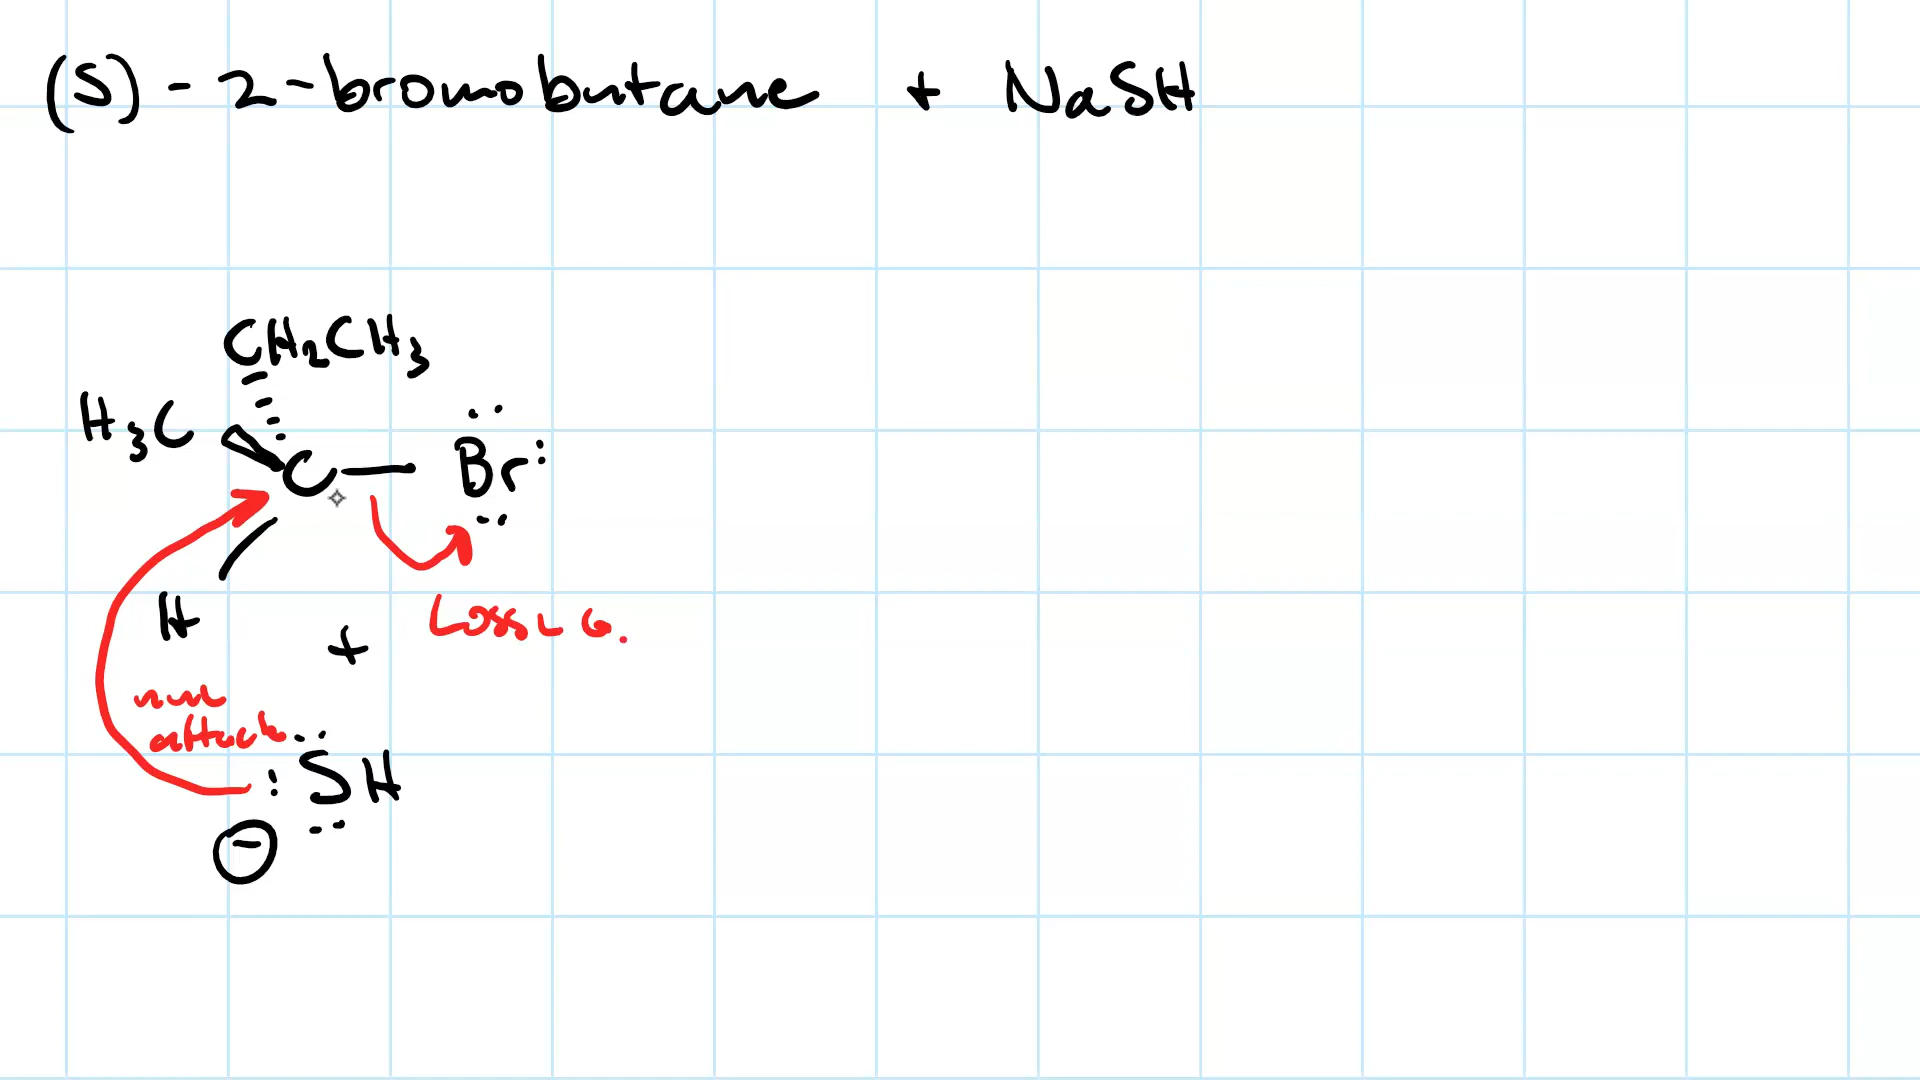 (S)-2-bromobutane + NaSH
CH₂CH₃
H₃C
C — Br
H
+
Loss L G.
nuc
attack
:SH
⊖